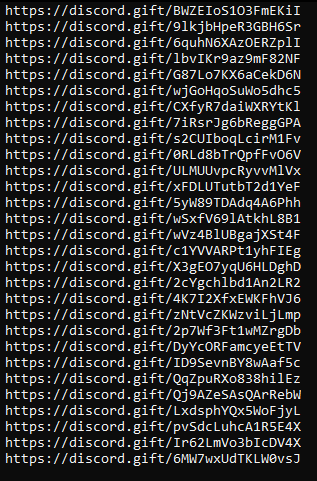 https://discord.gift/BWZEIoS1O3FmEKiI
https://discord.gift/9lkjbHpeR3GBH6Sr
https://discord.gift/6quhN6XAzOERZplI
https://discord.gift/lbvIKr9az9mF82NF
https://discord.gift/G87Lo7KX6aCekD6N
https://discord.gift/wjGoHqoSuWo5dhc5
https://discord.gift/CXfyR7daiWXRYtKl
https://discord.gift/7iRsrJg6bReggGPA
https://discord.gift/s2CUIboqLcirM1Fv
https://discord.gift/0RLd8bTrQpfFvO6V
https://discord.gift/ULMUUvpcRyvvMlVx
https://discord.gift/xFDLUTutbT2d1YeF
https://discord.gift/5yW89TDAdq4A6Phh
https://discord.gift/wSxfV69lAtkhL8B1
https://discord.gift/wVz4BlUBgajXSt4F
https://discord.gift/c1YVVARPt1yhFIEg
https://discord.gift/X3gEO7yqU6HLDghD
https://discord.gift/2cYgchlbd1An2LR2
https://discord.gift/4K7I2XfxEWKFhVJ6
https://discord.gift/zNtVcZKWzviLjLmp
https://discord.gift/2p7Wf3Ft1wMZrgDb
https://discord.gift/DyYcORFamcyeEtTV
https://discord.gift/ID9SevnBY8wAaf5c
https://discord.gift/QqZpuRXo838hilEz
https://discord.gift/Qj9AZeSAsQArRebW
https://discord.gift/LxdsphYQx5WoFjyL
https://discord.gift/pvSdcLuhcA1R5E4X
https://discord.gift/Ir62LmVo3bIcDV4X
https://discord.gift/6MW7wxUdTKLW0vsJ